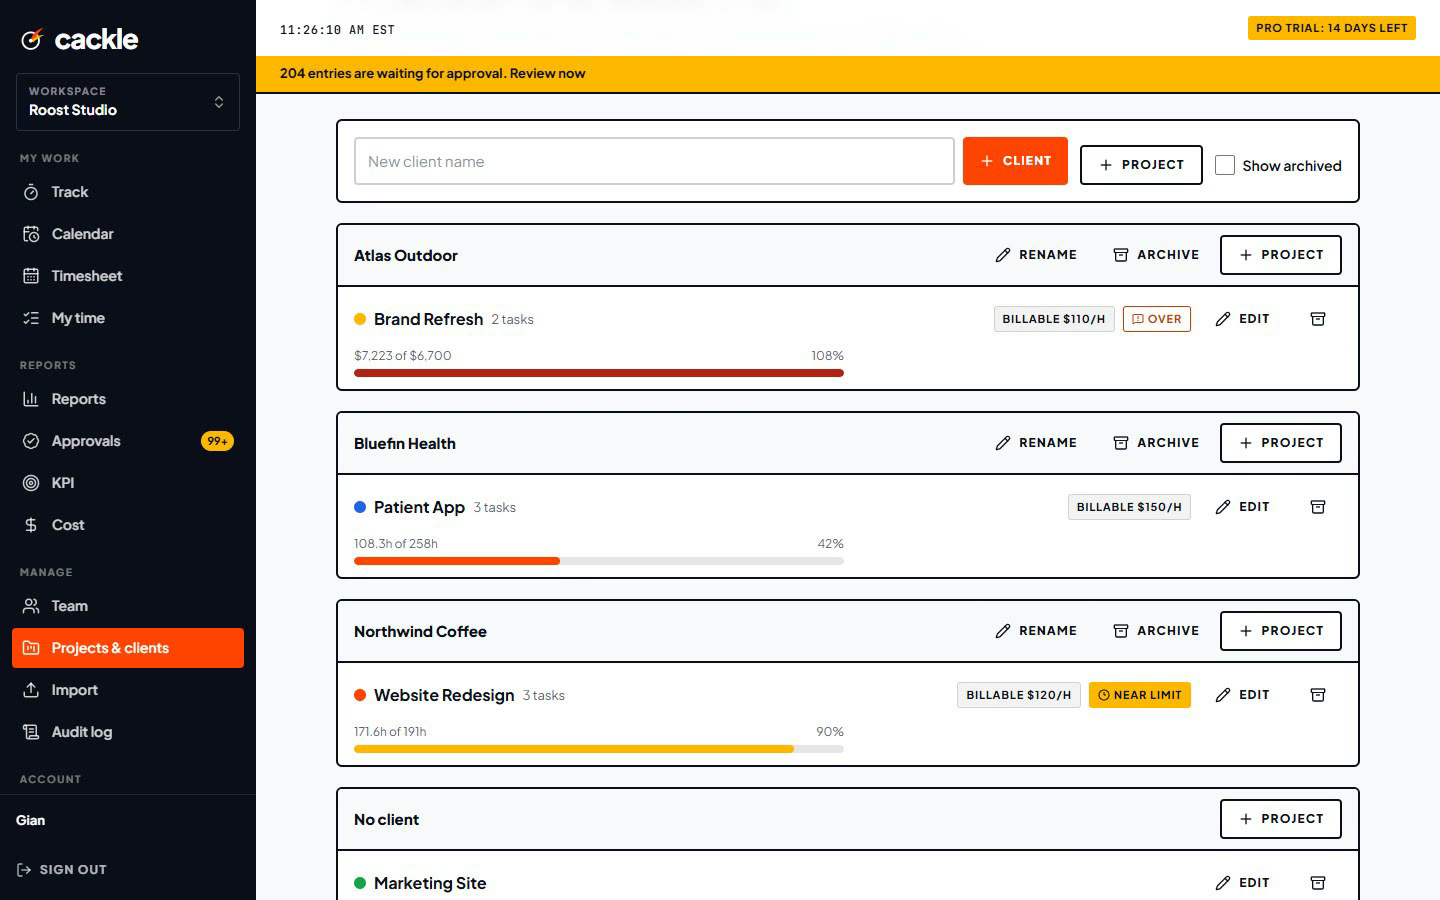 cackle
WORKSPACE
Roost Studio
MY WORK
Track
Calendar
Timesheet
My time
REPORTS
Reports
Approvals 99+
KPI
Cost
MANAGE
Team
Projects & clients
Import
Audit log
ACCOUNT
Gian
SIGN OUT
11:26:10 AM EST PRO TRIAL: 14 DAYS LEFT
204 entries are waiting for approval. Review now
New client name + CLIENT + PROJECT Show archived
Atlas Outdoor RENAME ARCHIVE + PROJECT
Brand Refresh 2 tasks BILLABLE $110/H OVER EDIT
$7,223 of $6,700 108%
Bluefin Health RENAME ARCHIVE + PROJECT
Patient App 3 tasks BILLABLE $150/H EDIT
108.3h of 258h 42%
Northwind Coffee RENAME ARCHIVE + PROJECT
Website Redesign 3 tasks BILLABLE $120/H NEAR LIMIT EDIT
171.6h of 191h 90%
No client + PROJECT
Marketing Site EDIT